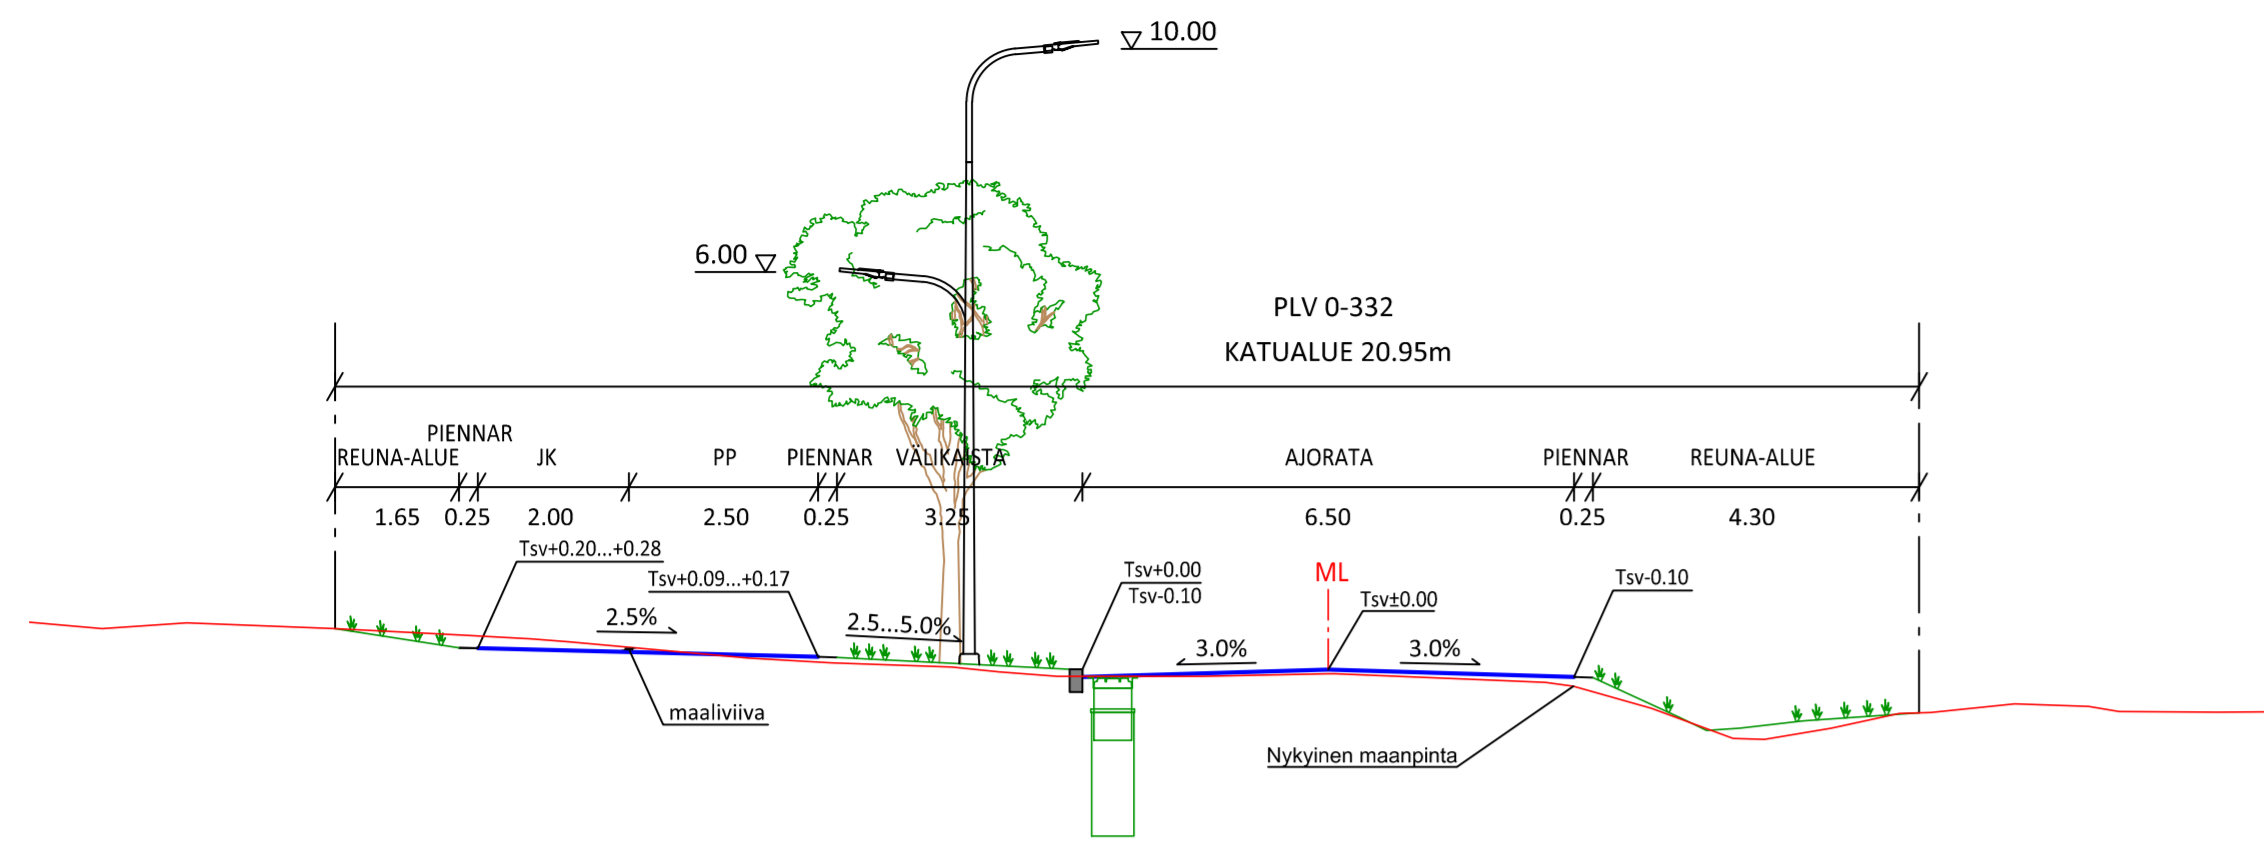 10.00
6.00
PLV 0-332
KATUALUE 20.95m
PIENNAR
REUNA-ALUE JK PP PIENNAR VÄLIKAISTA AJORATA PIENNAR REUNA-ALUE
1.65 0.25 2.00 2.50 0.25 3.25 6.50 0.25 4.30
Tsv+0.20...+0.28
Tsv+0.09...+0.17
Tsv+0.00
Tsv-0.10
ML
Tsv±0.00
Tsv-0.10
2.5%
2.5...5.0%
3.0%
3.0%
maaliviiva
Nykyinen maanpinta